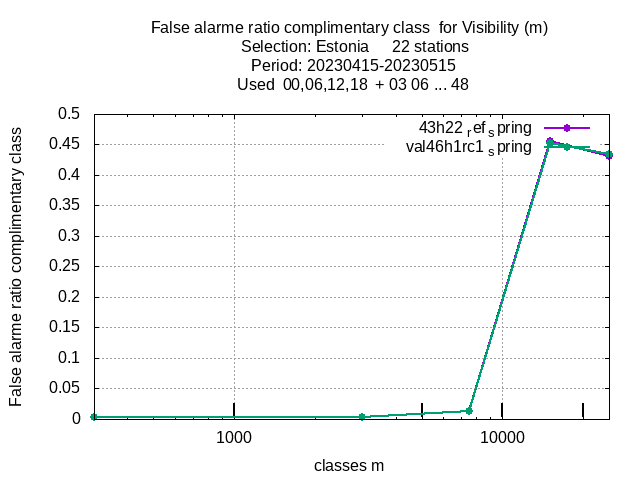 False alarme ratio complimentary class for Visibility (m)
Selection: Estonia 22 stations
Period: 20230415-20230515
Used 00,06,12,18 + 03 06 ... 48
0.5
0.45
0.4
0.35
0.3
0.25
0.2
0.15
0.1
0.05
0
False alarme ratio complimentary class
43h22 ref spring
val46h1rc1 spring
1000
10000
classes m